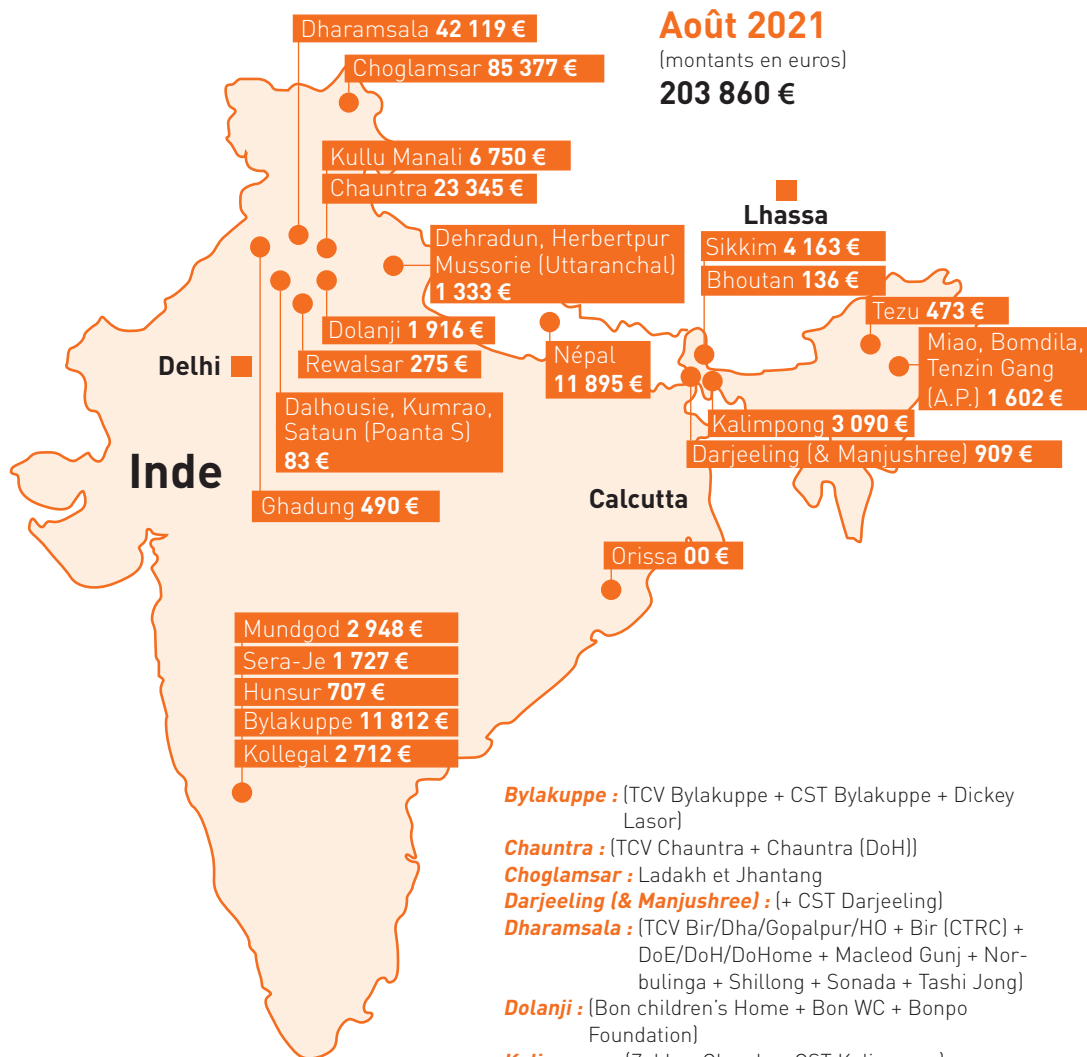 Août 2021
(montants en euros)
203 860 €
Dharamsala 42 119 €
Choglamsar 85 377 €
Kullu Manali 6 750 €
Chauntra 23 345 €
Dehradun, Herbertpur
Mussorie (Uttaranchal)
1 333 €
Lhassa
Sikkim 4 163 €
Bhoutan 136 €
Tezu 473 €
Miao, Bomdila,
Tenzin Gang
(A.P.) 1 602 €
Dolanji 1 916 €
Rewalsar 275 €
Népal
11 895 €
Delhi
Dalhousie, Kumrao,
Sataun (Poanta S)
83 €
Kalimpong 3 090 €
Darjeeling (& Manjushree) 909 €
Inde
Ghadung 490 €
Calcutta
Orissa 00 €
Mundgod 2 948 €
Sera-Je 1 727 €
Hunsur 707 €
Bylakuppe 11 812 €
Kollegal 2 712 €
Bylakuppe : (TCV Bylakuppe + CST Bylakuppe + Dickey
Lasor)
Chauntra : (TCV Chauntra + Chauntra (DoH))
Choglamsar : Ladakh et Jhantang
Darjeeling (& Manjushree) : (+ CST Darjeeling)
Dharamsala : (TCV Bir/Dha/Gopalpur/HO + Bir (CTRC) +
DoE/DoH/DoHome + Macleod Gunj + Nor-
bulinga + Shillong + Sonada + Tashi Jong)
Dolanji : (Bon children's Home + Bon WC + Bonpo
Foundation)